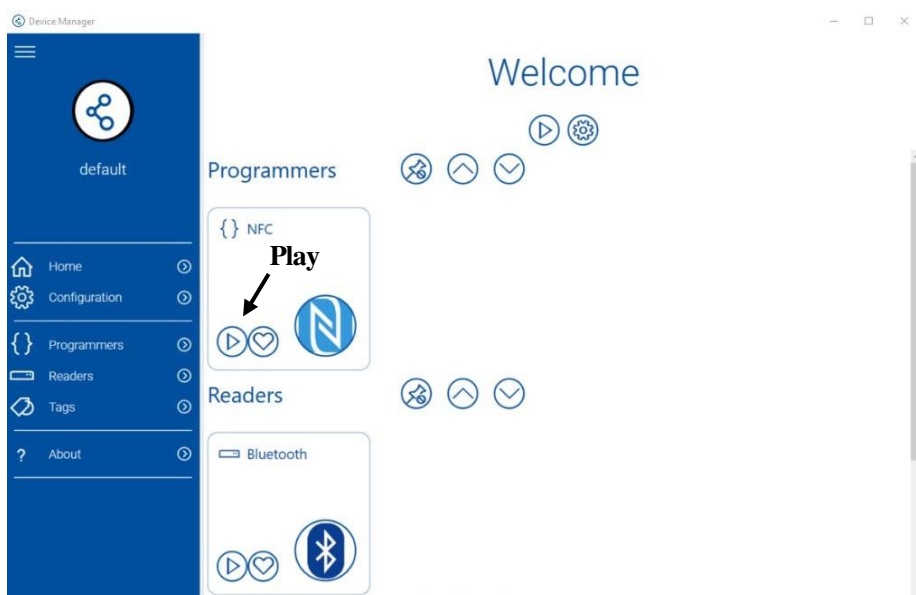 Device Manager
Welcome
default
Programmers
{ } NFC
Play
Home
Configuration
Programmers
Readers
Tags
? About
Readers
Bluetooth